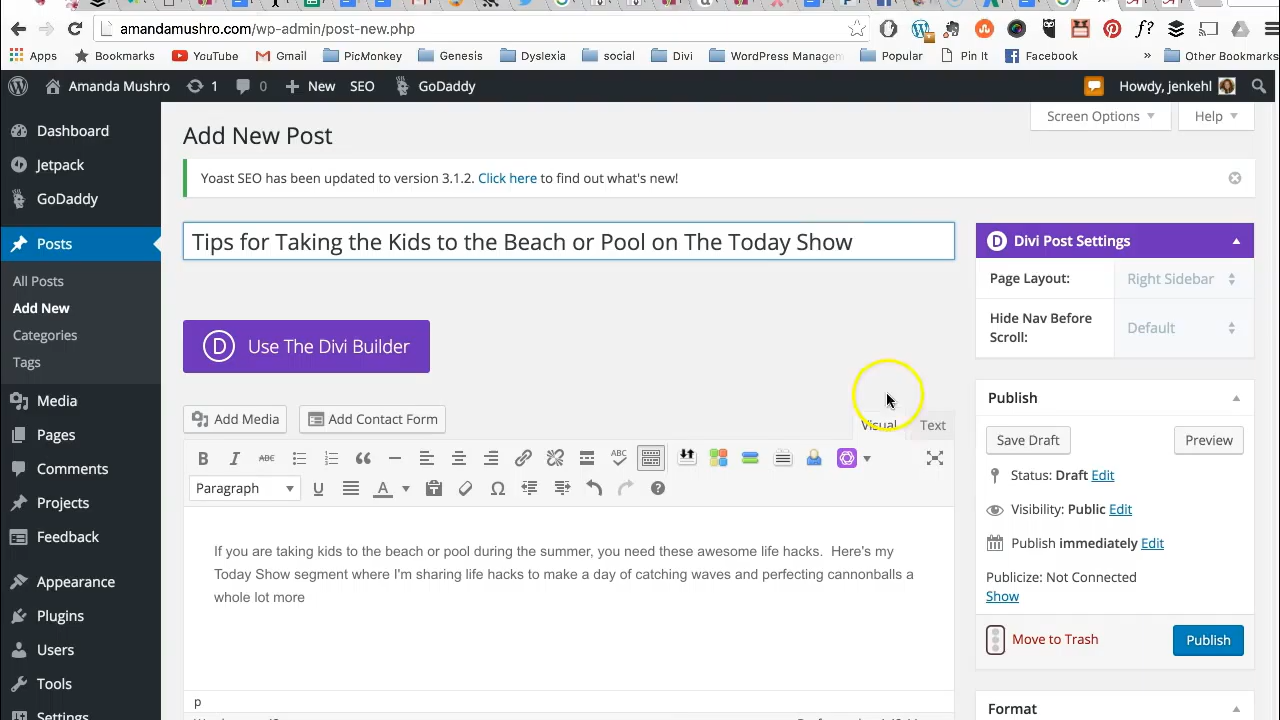 amandamushro.com/wp-admin/post-new.php
Apps Bookmarks YouTube Gmail PicMonkey Genesis Dyslexia social Divi WordPress Managem Popular Pin It Facebook » Other Bookmarks
Amanda Mushro 1 0 New SEO GoDaddy Howdy, jenkehl
Screen Options Help
Dashboard
Jetpack
GoDaddy
Posts
All Posts
Add New
Categories
Tags
Media
Pages
Comments
Projects
Feedback
Appearance
Plugins
Users
Tools
Settings
Add New Post
Yoast SEO has been updated to version 3.1.2. Click here to find out what's new!
Tips for Taking the Kids to the Beach or Pool on The Today Show
D Use The Divi Builder
Add Media Add Contact Form Visual Text
B I ABC ABC
Paragraph U A Ω ?
If you are taking kids to the beach or pool during the summer, you need these awesome life hacks. Here's my
Today Show segment where I'm sharing life hacks to make a day of catching waves and perfecting cannonballs a
whole lot more
p
D Divi Post Settings
Page Layout: Right Sidebar
Hide Nav Before
Scroll:
Default
Publish
Save Draft Preview
Status: Draft Edit
Visibility: Public Edit
Publish immediately Edit
Publicize: Not Connected
Show
Move to Trash Publish
Format